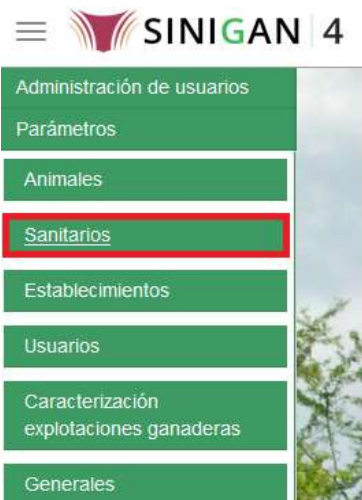 SINIGAN 4
Administración de usuarios
Parámetros
Animales
Sanitarios
Establecimientos
Usuarios
Caracterización
explotaciones ganaderas
Generales